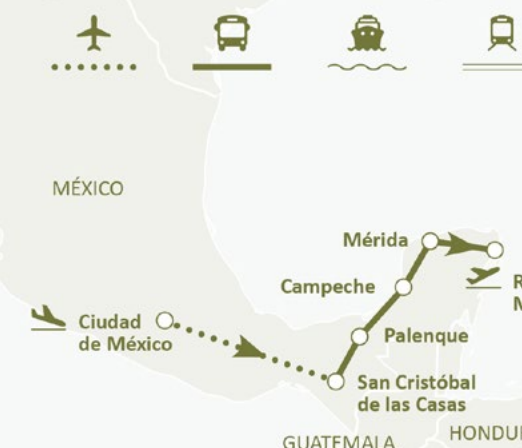 MÉXICO
Mérida
Campeche
Ciudad
de México
Palenque
San Cristóbal
de las Casas
GUATEMALA